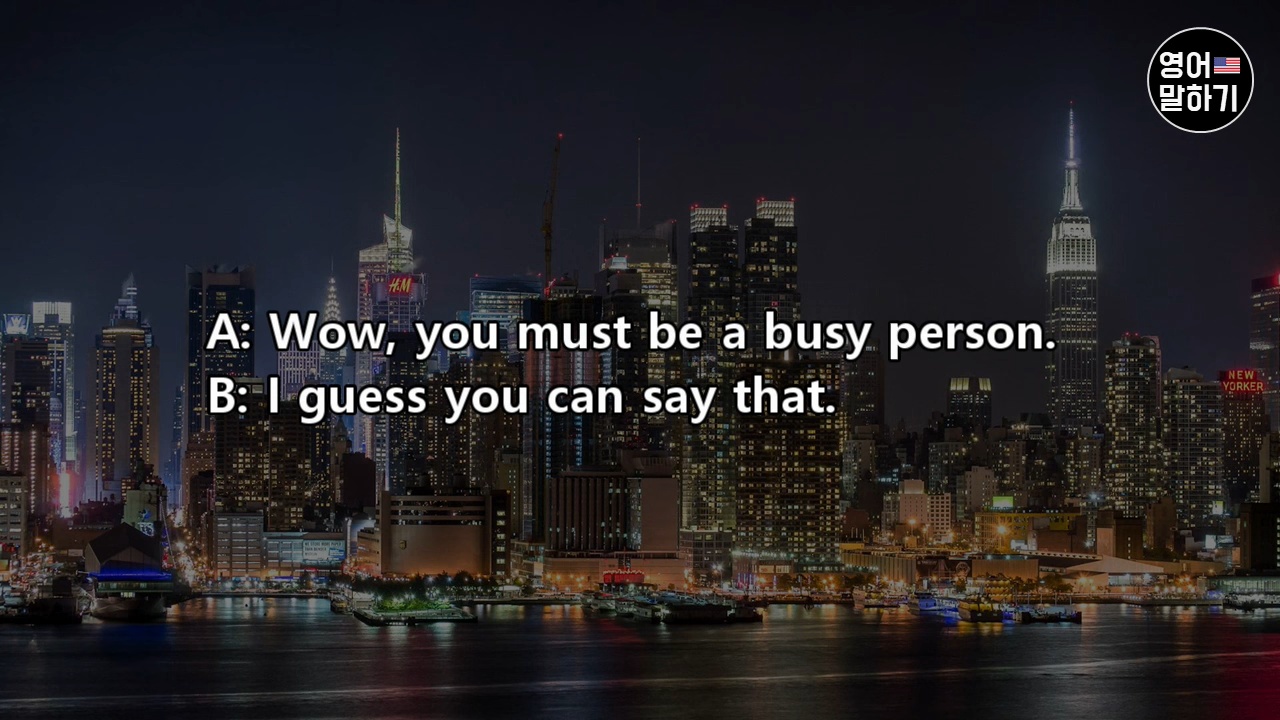 영어
말하기
H&M
A: Wow, you must be a busy person.
B: I guess you can say that.
NEW
YORKER